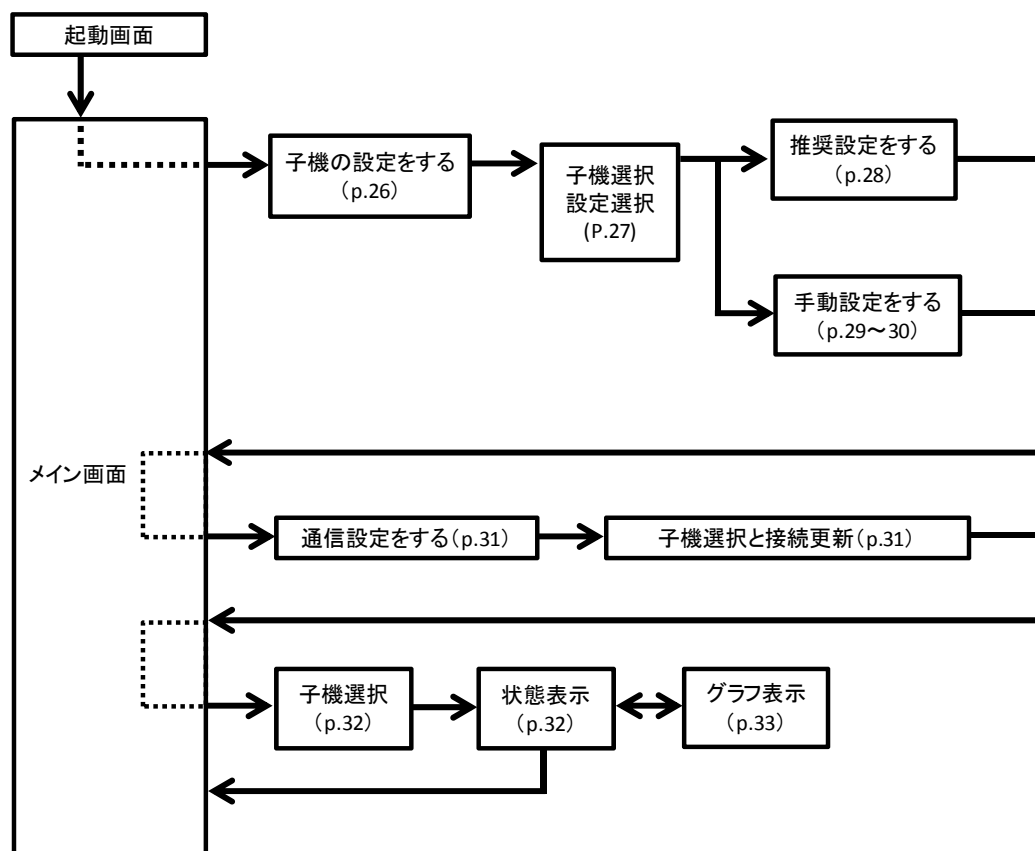 起動画面
子機の設定をする
(p.26)
子機選択
設定選択
(P.27)
推奨設定をする
(p.28)
手動設定をする
(p.29～30)
メイン画面
通信設定をする(p.31)
子機選択と接続更新(p.31)
子機選択
(p.32)
状態表示
(p.32)
グラフ表示
(p.33)